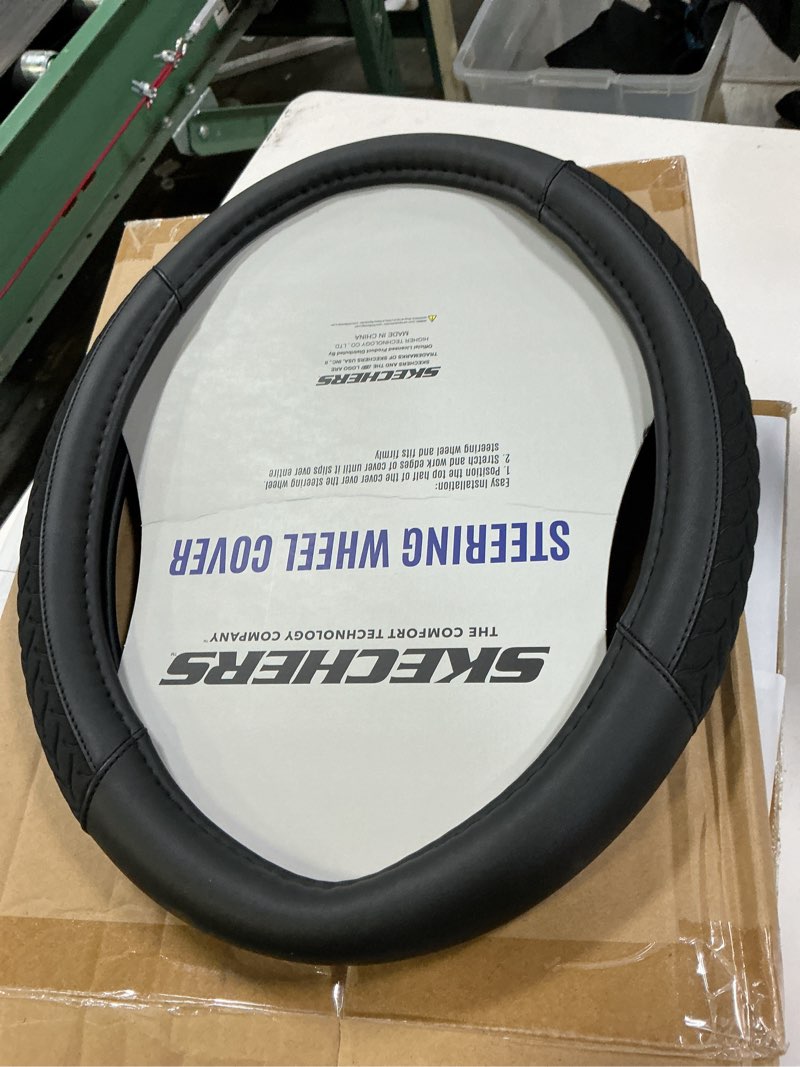 SKECHERS™
THE COMFORT TECHNOLOGY COMPANY™
STEERING WHEEL COVER
Easy Installation:
1. Position the top half of the cover over the steering wheel.
2. Stretch and work edges of cover until it slips over entire
steering wheel and fits firmly
SKECHERS
SKECHERS AND THE LOGO ARE
TRADEMARKS OF SKECHERS USA, INC., II
Official Licensed Product Distributed By
HIGHER TECHNOLOGY CO. LTD.
MADE IN CHINA